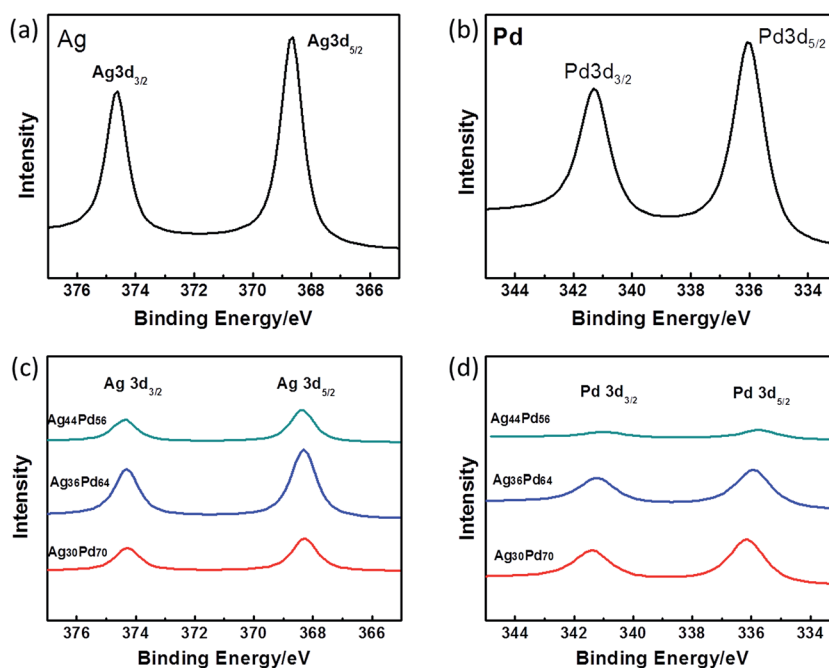 (a) Ag
Ag3d3/2
Ag3d5/2
Intensity
376 374 372 370 368 366
Binding Energy/eV
(b) Pd
Pd3d3/2
Pd3d5/2
Intensity
344 342 340 338 336 334
Binding Energy/eV
(c)
Ag 3d3/2
Ag 3d5/2
Ag44Pd56
Ag36Pd64
Ag30Pd70
Intensity
376 374 372 370 368 366
Binding Energy/eV
(d)
Pd 3d3/2
Pd 3d5/2
Ag44Pd56
Ag36Pd64
Ag30Pd70
Intensity
344 342 340 338 336 334
Binding Energy/eV